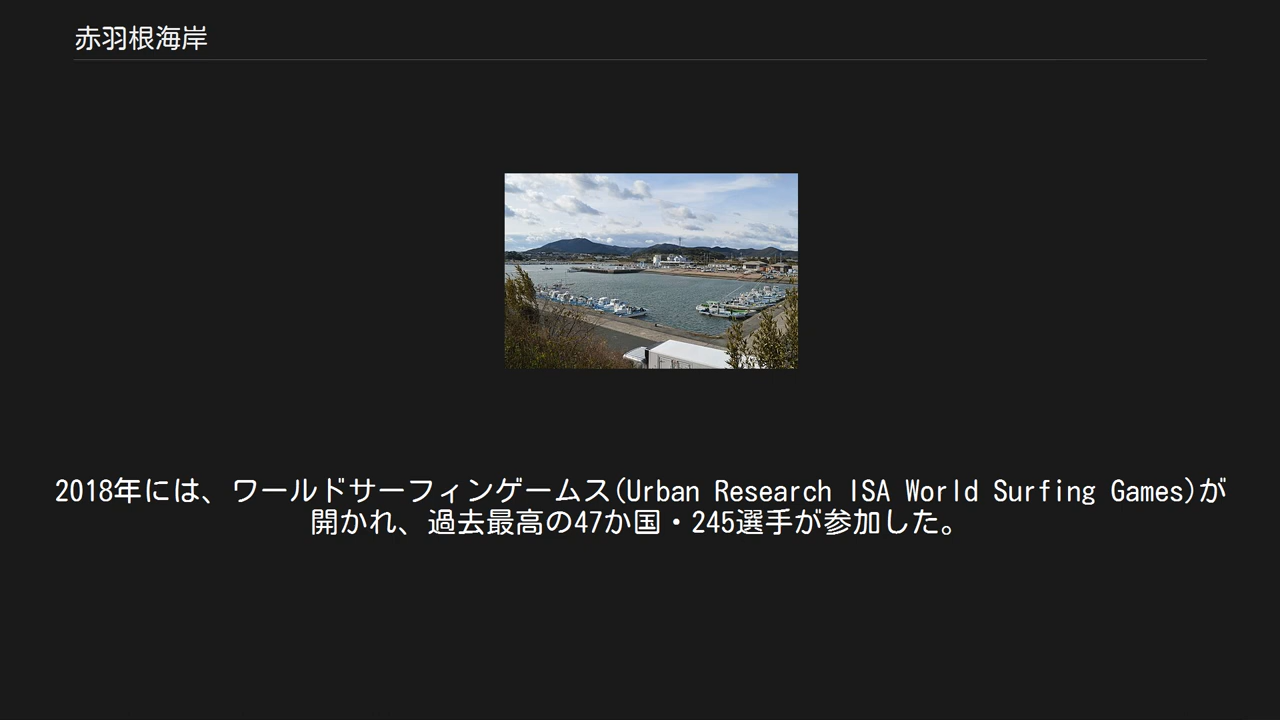 赤羽根海岸
2018年には、ワールドサーフィンゲームス(Urban Research ISA World Surfing Games)が
開かれ、過去最高の47か国・245選手が参加した。